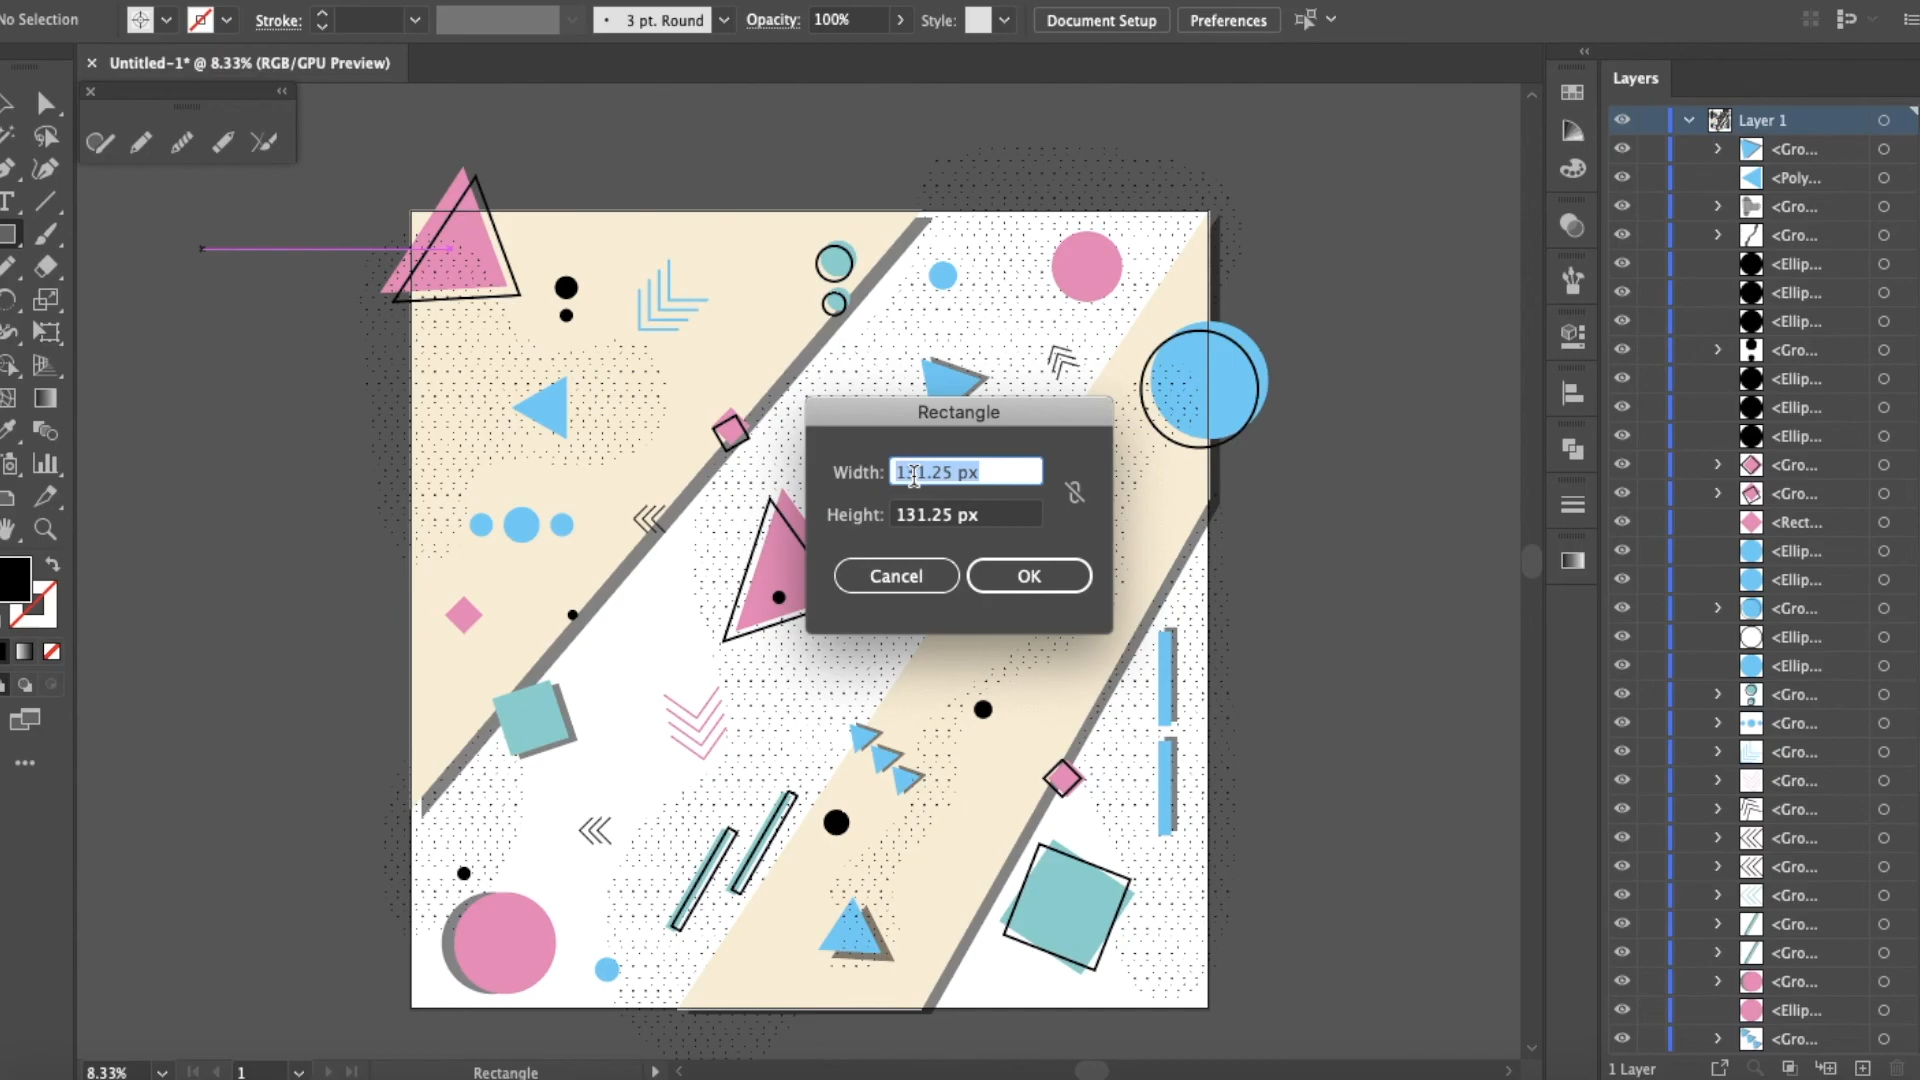 No Selection
Stroke:
3 pt. Round
Opacity:
100%
Style:
Document Setup
Preferences
Untitled-1* @ 8.33% (RGB/GPU Preview)
Layers
Layer 1
<Gro...
<Poly...
<Gro...
<Gro...
<Ellip...
<Ellip...
<Ellip...
<Gro...
<Ellip...
<Ellip...
<Ellip...
<Gro...
<Gro...
<Rect...
<Ellip...
<Ellip...
<Gro...
<Ellip...
<Ellip...
<Gro...
<Gro...
<Gro...
<Gro...
<Gro...
<Gro...
<Gro...
<Gro...
<Gro...
<Gro...
<Gro...
<Ellip...
<Gro...
Rectangle
Width:
131.25 px
Height:
131.25 px
Cancel
OK
8.33%
1
Rectangle
1 Layer